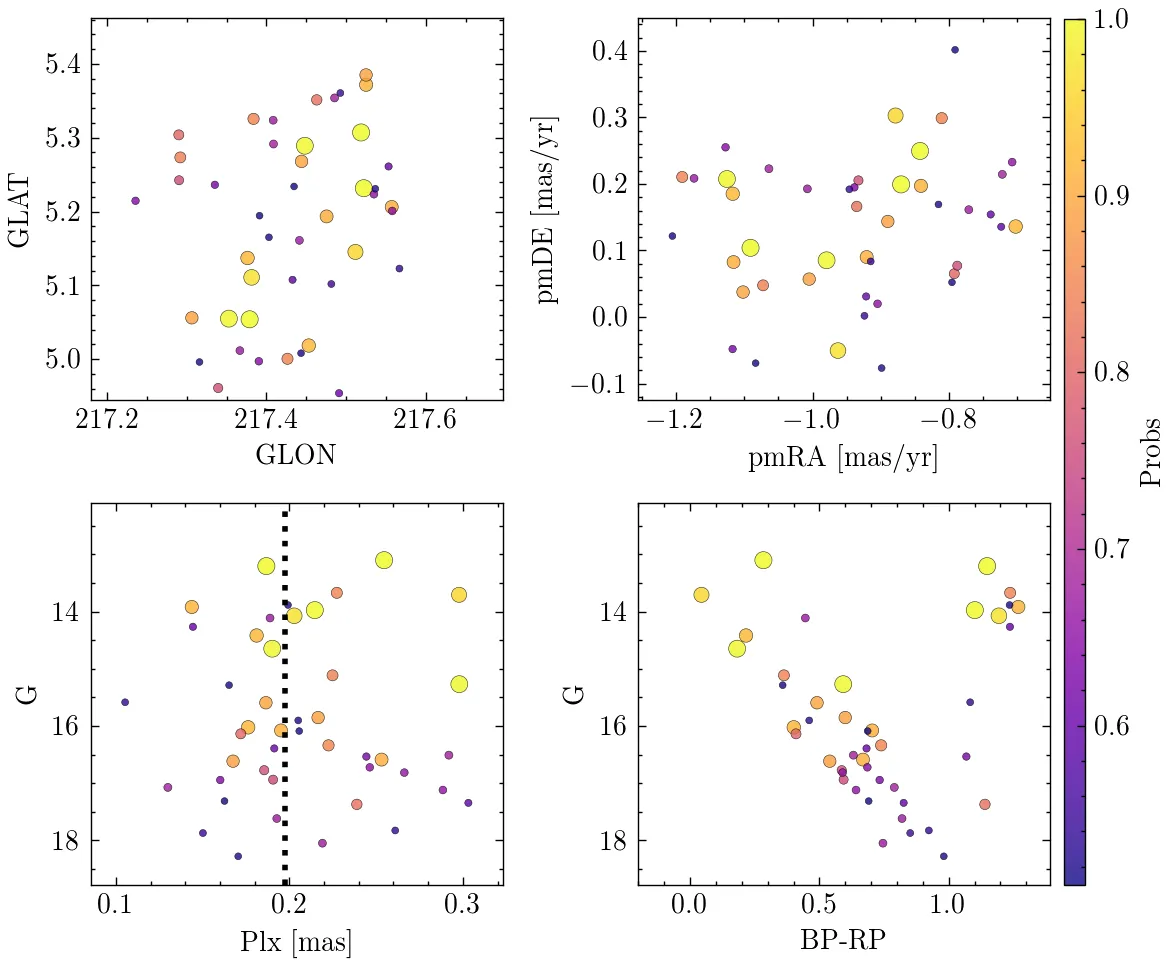 5.4
5.3
5.2
5.1
5.0
GLAT
217.2 217.4 217.6
GLON
0.4
0.3
0.2
0.1
0.0
−0.1
pmDE [mas/yr]
−1.2 −1.0 −0.8
pmRA [mas/yr]
14
16
18
G
0.1 0.2 0.3
Plx [mas]
14
16
18
G
0.0 0.5 1.0
BP-RP
1.0
0.9
0.8
0.7
0.6
Probs